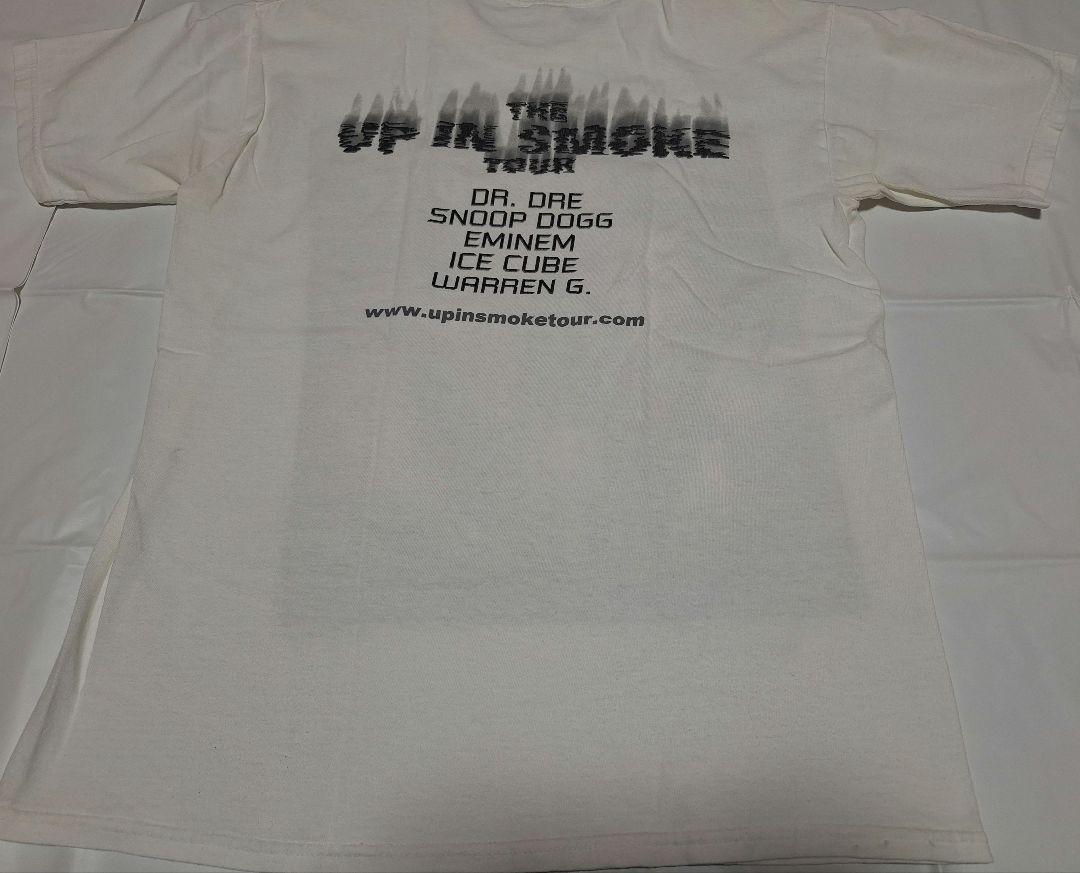 THE
UP IN SMOKE
TOUR
DR. DRE
SNOOP DOGG
EMINEM
ICE CUBE
WARREN G.
www.upinsmoketour.com